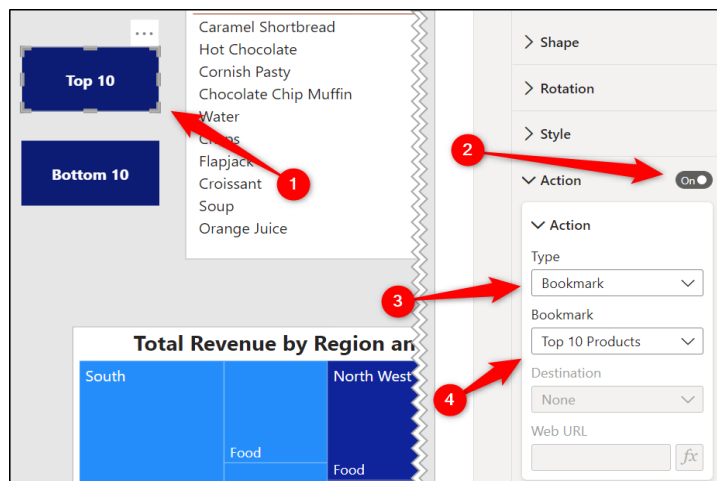 Top 10
Bottom 10
Caramel Shortbread
Hot Chocolate
Cornish Pasty
Chocolate Chip Muffin
Water
Flapjack
Croissant
Soup
Orange Juice
1
Total Revenue by Region an
South
Food
North West
Food
Shape
Rotation
Style
2
Action
On
Action
Type
3
Bookmark
Bookmark
Top 10 Products
4
Destination
None
Web URL
fx